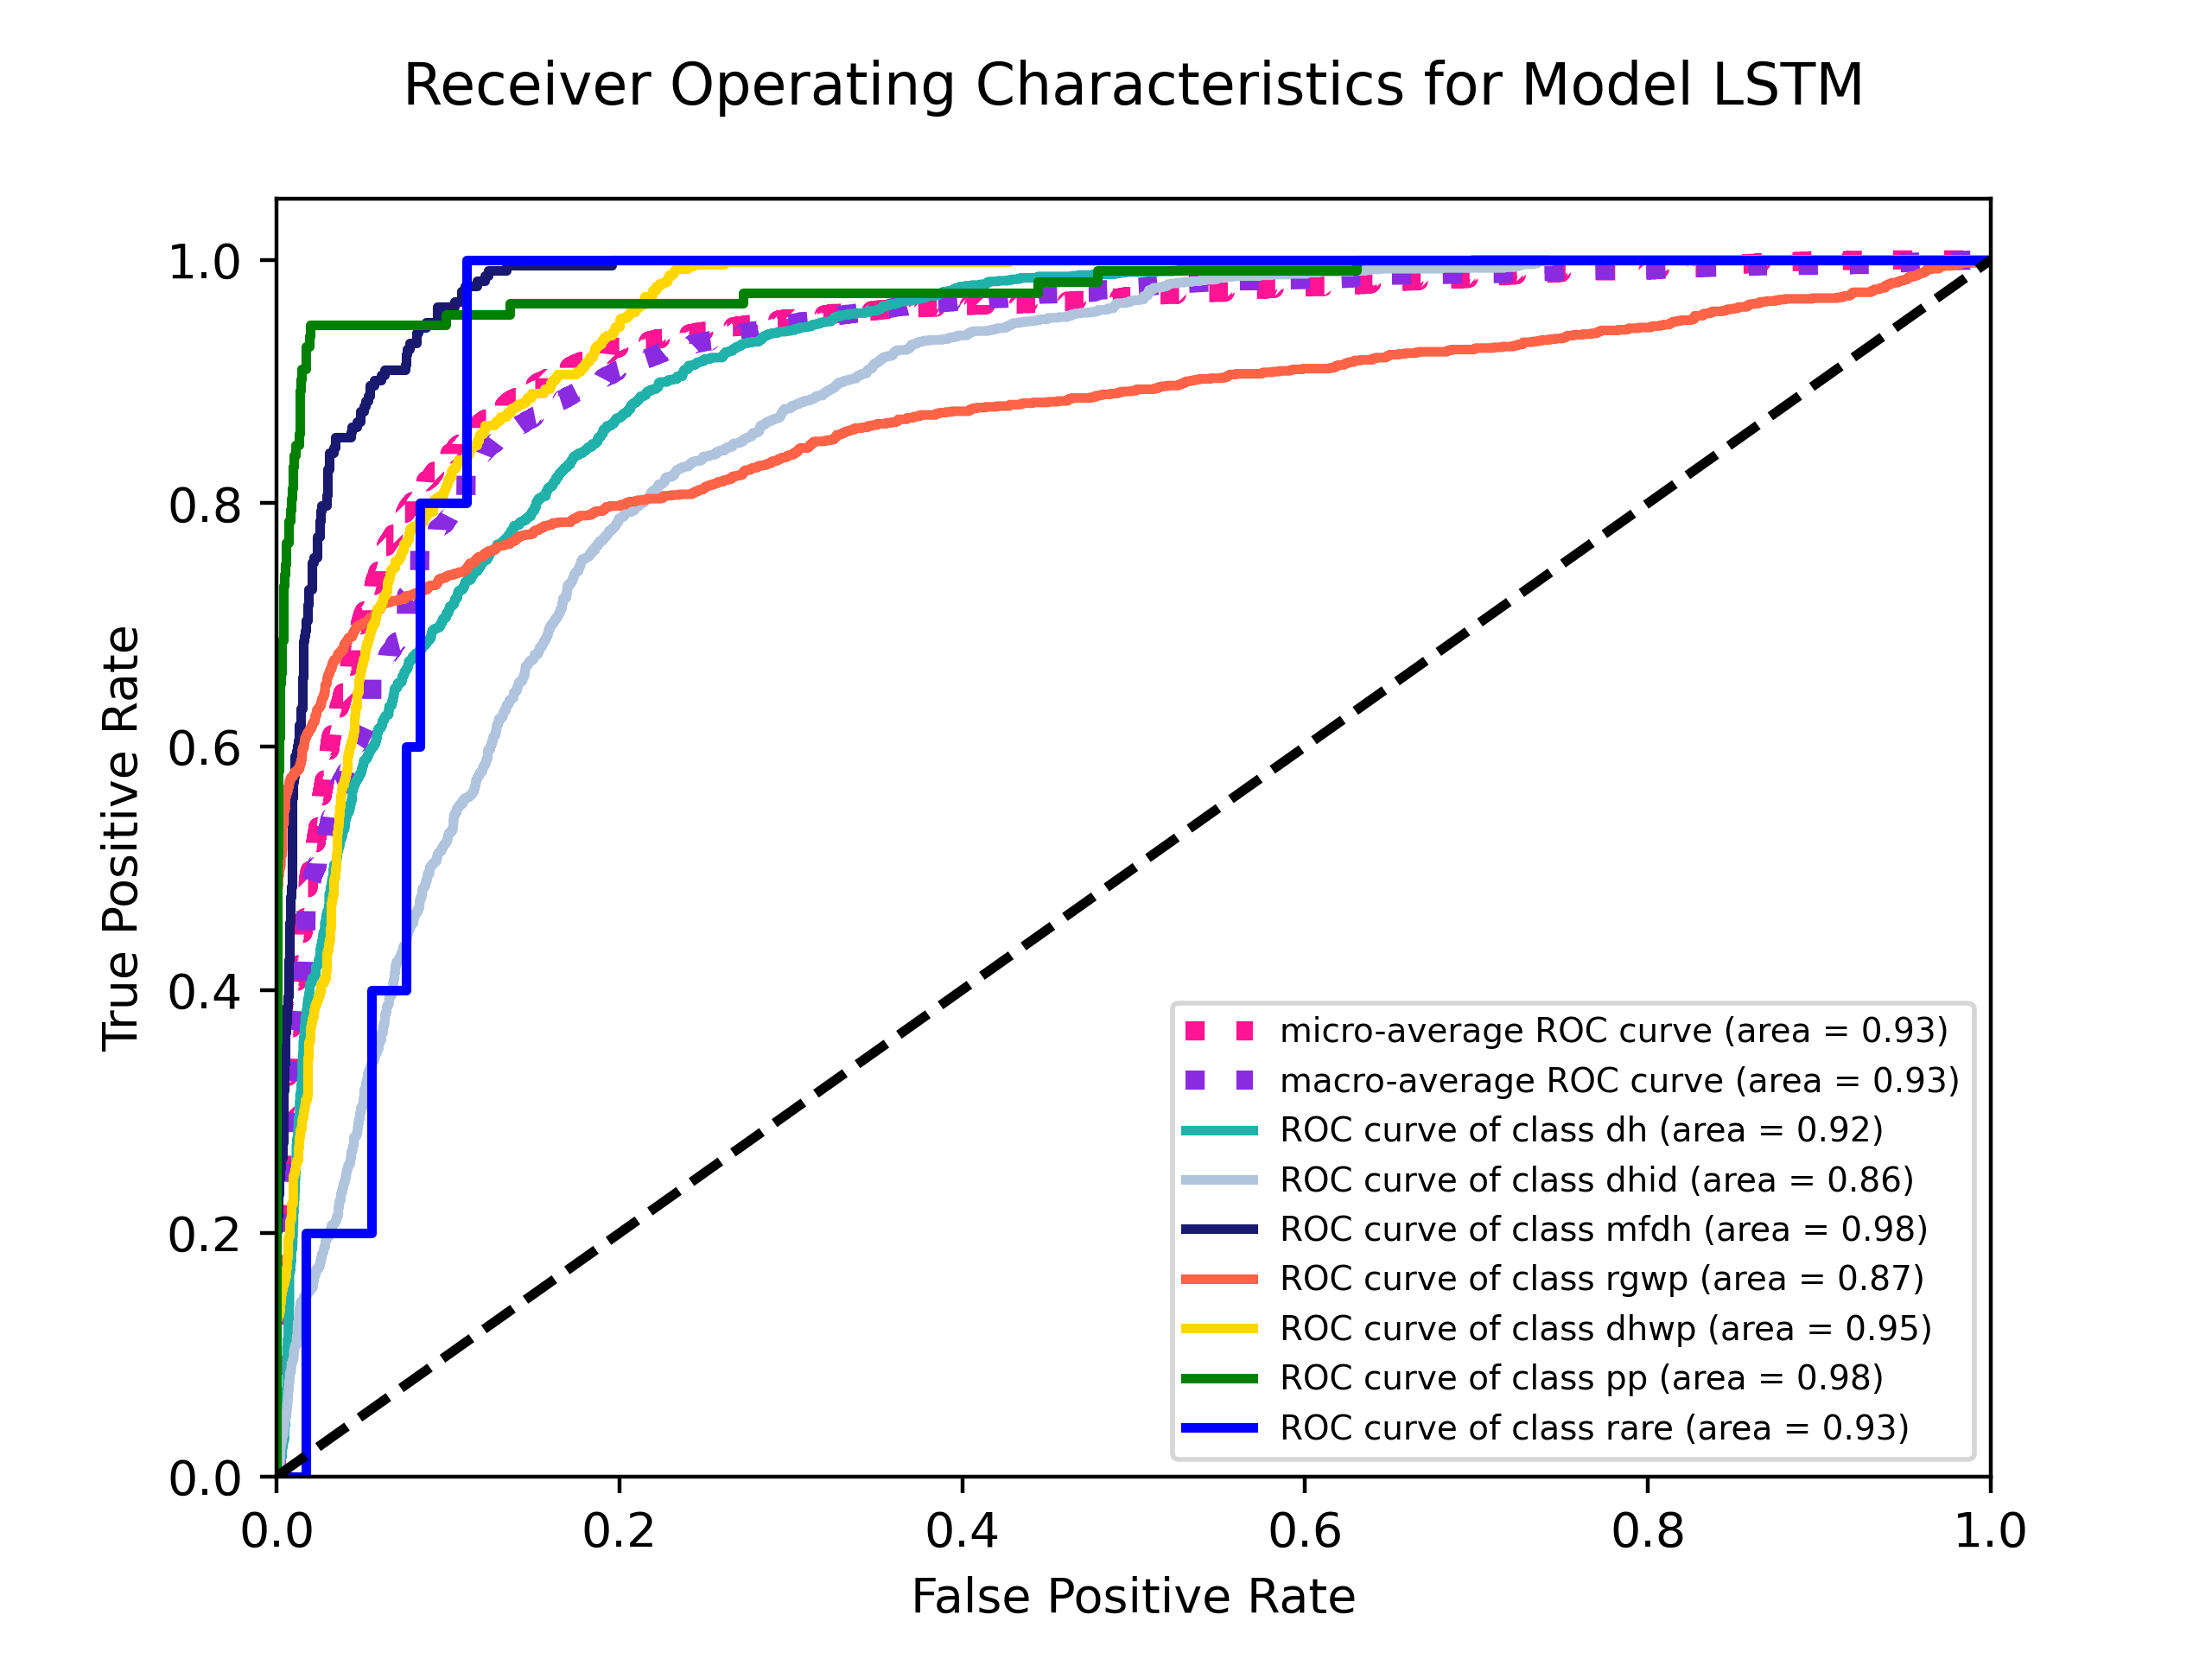 Receiver Operating Characteristics for Model LSTM
True Positive Rate
1.0
0.8
0.6
0.4
0.2
0.0
micro-average ROC curve (area = 0.93)
macro-average ROC curve (area = 0.93)
ROC curve of class dh (area = 0.92)
ROC curve of class dhid (area = 0.86)
ROC curve of class mfdh (area = 0.98)
ROC curve of class rgwp (area = 0.87)
ROC curve of class dhwp (area = 0.95)
ROC curve of class pp (area = 0.98)
ROC curve of class rare (area = 0.93)
0.0 0.2 0.4 0.6 0.8 1.0
False Positive Rate